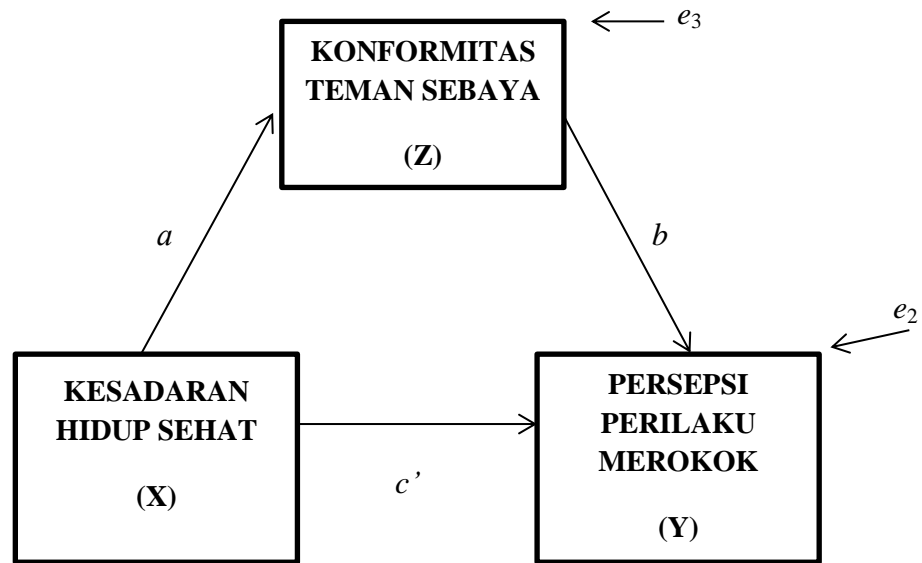 e3
KONFORMITAS
TEMAN SEBAYA
(Z)
a
b
e2
KESADARAN
HIDUP SEHAT
(X)
c’
PERSEPSI
PERILAKU
MEROKOK
(Y)